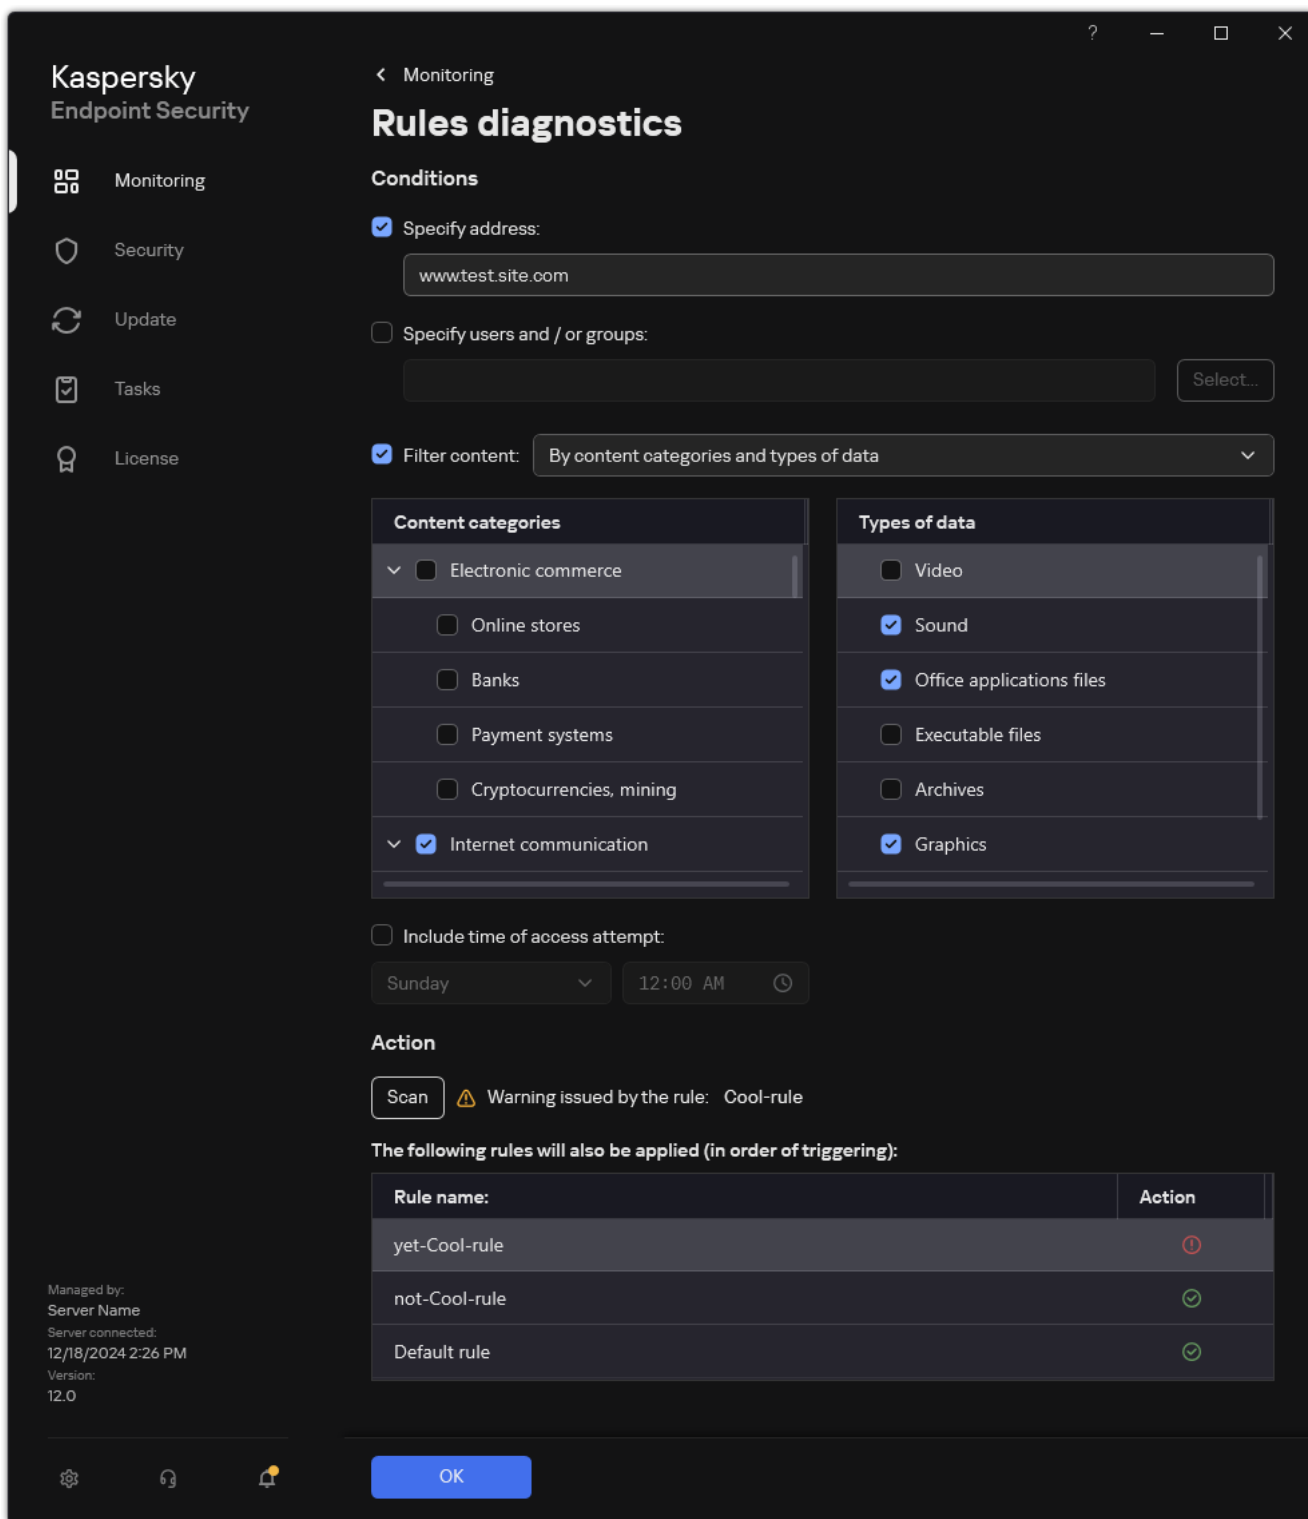 ?
Kaspersky
Endpoint Security
Monitoring
Security
Update
Tasks
License
Managed by:
Server Name
Server connected:
12/18/2024 2:26 PM
Version:
12.0
Monitoring
Rules diagnostics
Conditions
Specify address:
www.test.site.com
Specify users and / or groups:
Select...
Filter content: By content categories and types of data
Content categories
Electronic commerce
Online stores
Banks
Payment systems
Cryptocurrencies, mining
Internet communication
Types of data
Video
Sound
Office applications files
Executable files
Archives
Graphics
Include time of access attempt:
Sunday 12:00 AM
Action
Scan Warning issued by the rule: Cool-rule
The following rules will also be applied (in order of triggering):
Rule name: Action
yet-Cool-rule
not-Cool-rule
Default rule
OK